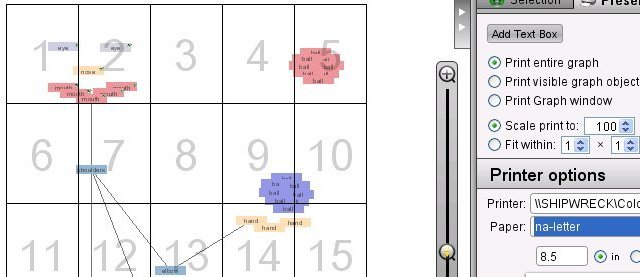 Selection
Add Text Box
Print entire graph
Print visible graph object
Print Graph window
Scale print to: 100
Fit within: 1 × 1
Printer options
Printer: \\SHIPWRECK\Colo
Paper: na-letter
8.5 in
1 2 3 4 5
eye eye
nose
mouth mouth
mouth
mouth
ball
ball all
ball ball
ball all
ball
6 7 8 9 10
shoulders
ball
ba ball
ball ball
ball
hand hand
hand
11 12 13 14 15
elbow